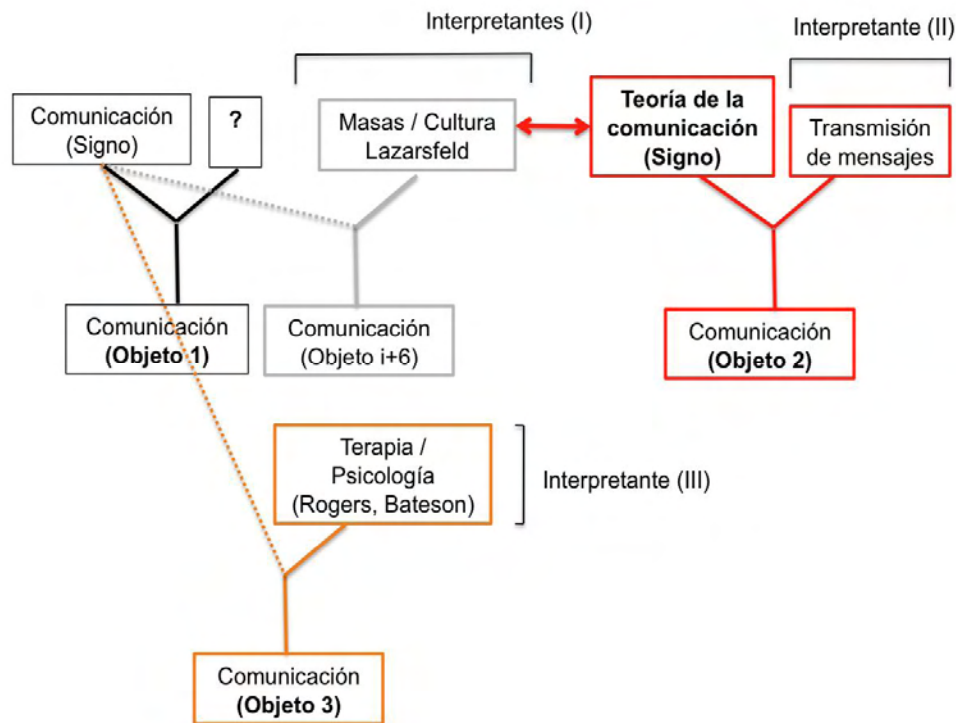 Interpretantes (I)
Interpretante (II)
Comunicación
(Signo)
?
Masas / Cultura
Lazarsfeld
Teoría de la
comunicación
(Signo)
Transmisión
de mensajes
Comunicación
(Objeto 1)
Comunicación
(Objeto i+6)
Comunicación
(Objeto 2)
Terapia /
Psicología
(Rogers, Bateson)
Interpretante (III)
Comunicación
(Objeto 3)